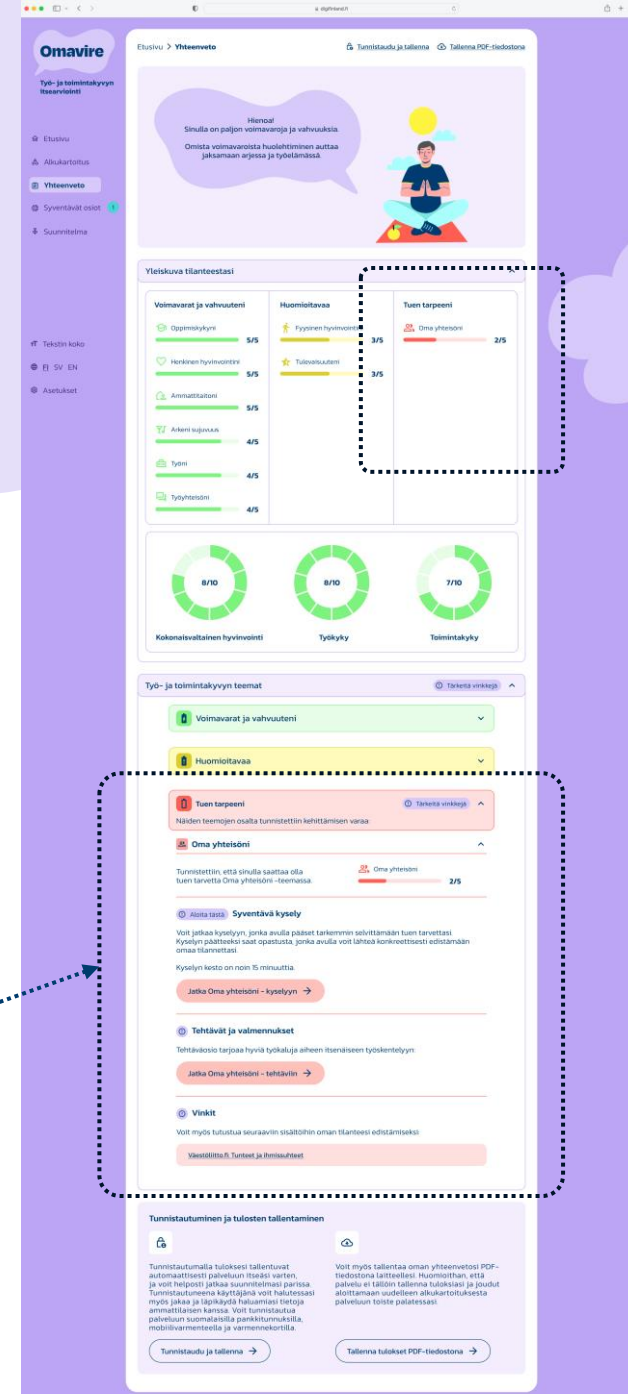 digifinland.fi
Omavire
Työ- ja toimintakyvyn
itsearviointi
Etusivu
Alkukartoitus
Yhteenveto
Syventävät osiot 1
Suunnitelma
Tekstin koko
FI SV EN
Asetukset
Etusivu > Yhteenveto
Tunnistaudu ja tallenna
Tallenna PDF-tiedostona
Hienoa!
Sinulla on paljon voimavaroja ja vahvuuksia.
Omista voimavaroista huolehtiminen auttaa
jaksamaan arjessa ja työelämässä.
Yleiskuva tilanteestasi
Voimavarat ja vahvuuteni
Oppimiskykyni
5/5
Henkinen hyvinvointini
5/5
Ammattitaitoni
5/5
Arkeni sujuvuus
4/5
Työni
4/5
Työyhteisöni
4/5
Huomioitavaa
Fyysinen hyvinvointini
3/5
Tulevaisuuteni
3/5
Tuen tarpeeni
Oma yhteisöni
2/5
8/10
Kokonaisvaltainen hyvinvointi
8/10
Työkyky
7/10
Toimintakyky
Työ- ja toimintakyvyn teemat
Tärkeitä vinkkejä
Voimavarat ja vahvuuteni
Huomioitavaa
Tuen tarpeeni
Tärkeitä vinkkejä
Näiden teemojen osalta tunnistettiin kehittämisen varaa:
Oma yhteisöni
Tunnistettiin, että sinulla saattaa olla
tuen tarvetta Oma yhteisöni -teemassa.
Oma yhteisöni
2/5
Aloita tästä Syventävä kysely
Voit jatkaa kyselyyn, jonka avulla pääset tarkemmin selvittämään tuen tarvettasi.
Kyselyn päätteeksi saat opastusta, jonka avulla voit lähteä konkreettisesti edistämään
omaa tilannettasi.
Kyselyn kesto on noin 15 minuuttia.
Jatka Oma yhteisöni - kyselyyn →
Tehtävät ja valmennukset
Tehtäväosio tarjoaa hyviä työkaluja aiheen itsenäiseen työskentelyyn:
Jatka Oma yhteisöni - tehtäviin →
Vinkit
Voit myös tutustua seuraaviin sisältöihin oman tilanteesi edistämiseksi:
Väestöliitto.fi: Tunteet ja ihmissuhteet
Tunnistautuminen ja tulosten tallentaminen
Tunnistautumalla tuloksesi tallentuvat
automaattisesti palveluun itseäsi varten,
ja voit helposti jatkaa suunnitelmasi parissa.
Tunnistautuneena käyttäjänä voit halutessasi
myös jakaa ja läpikäydä haluamiasi tietoja
ammattilaisen kanssa. Voit tunnistautua
palveluun suomalaisilla pankkitunnuksilla,
mobiilivarmenteella ja varmennekortilla.
Tunnistaudu ja tallenna →
Voit myös tallentaa oman yhteenvetosi PDF-
tiedostona laitteellesi. Huomioithan, että
palvelu ei tällöin tallenna tuloksiasi ja joudut
aloittamaan uudelleen alkukartoituksesta
palveluun toiste palatessasi.
Tallenna tulokset PDF-tiedostona →